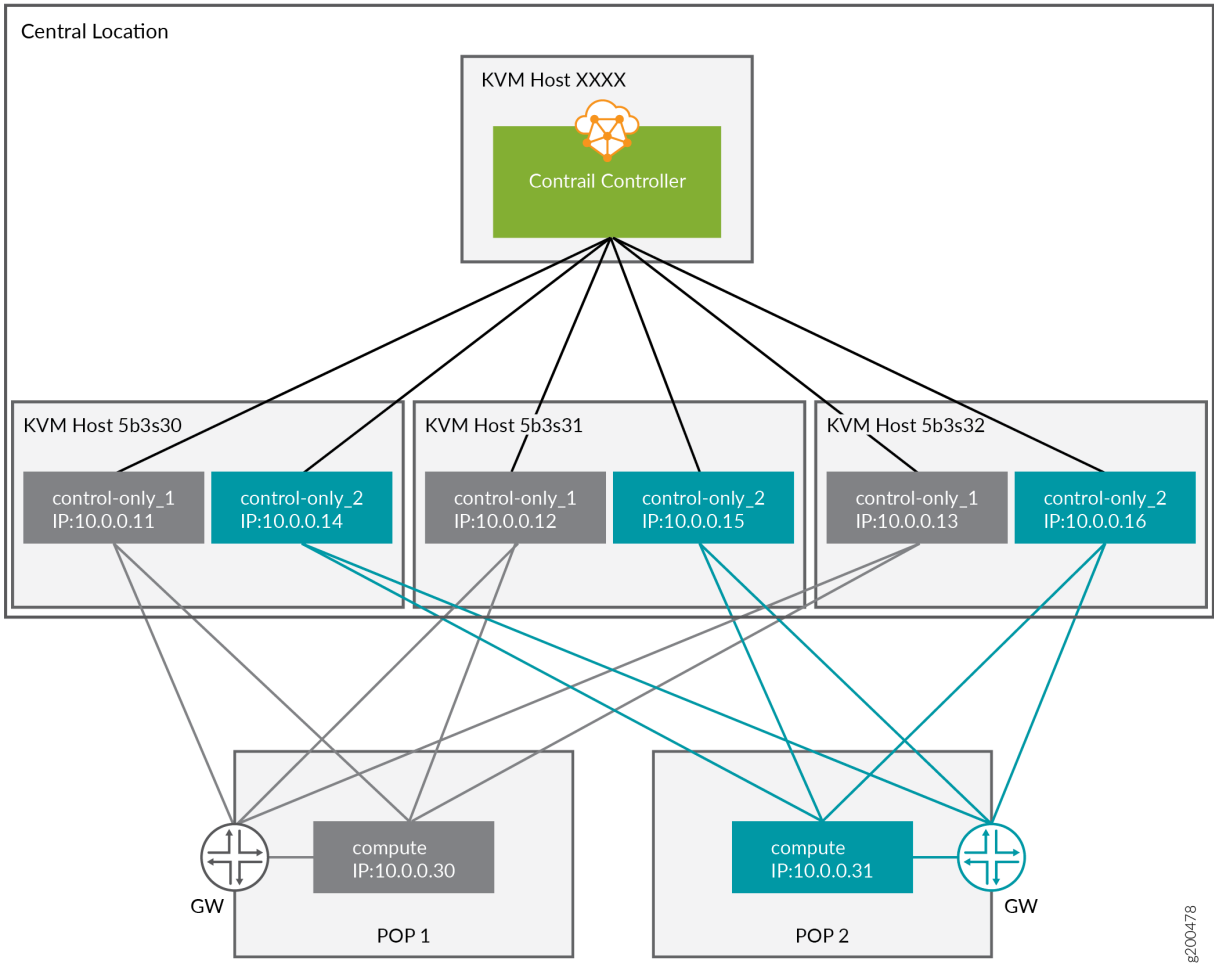 Central Location
KVM Host XXXX
Contrail Controller
KVM Host 5b3s30
control-only_1
IP:10.0.0.11
control-only_2
IP:10.0.0.14
KVM Host 5b3s31
control-only_1
IP:10.0.0.12
control-only_2
IP:10.0.0.15
KVM Host 5b3s32
control-only_1
IP:10.0.0.13
control-only_2
IP:10.0.0.16
compute
IP:10.0.0.30
GW
POP 1
compute
IP:10.0.0.31
GW
POP 2
g200478